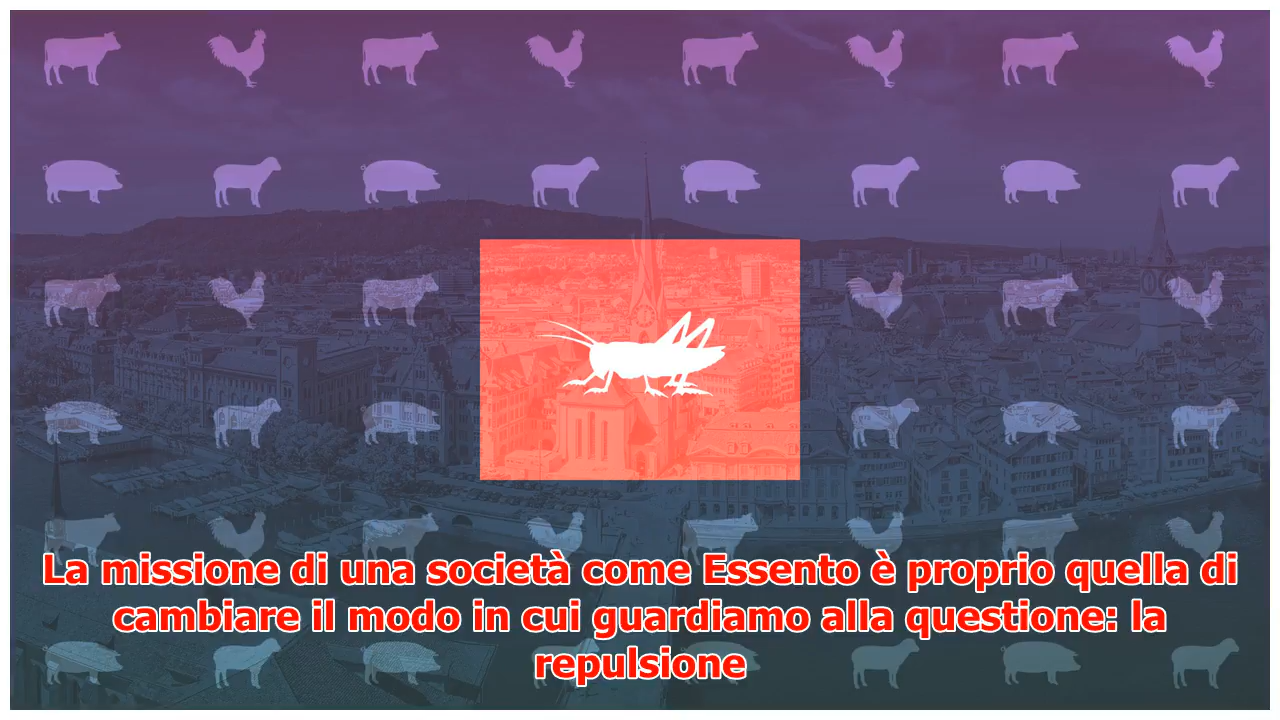 La missione di una società come Essento è proprio quella di
cambiare il modo in cui guardiamo alla questione: la
repulsione